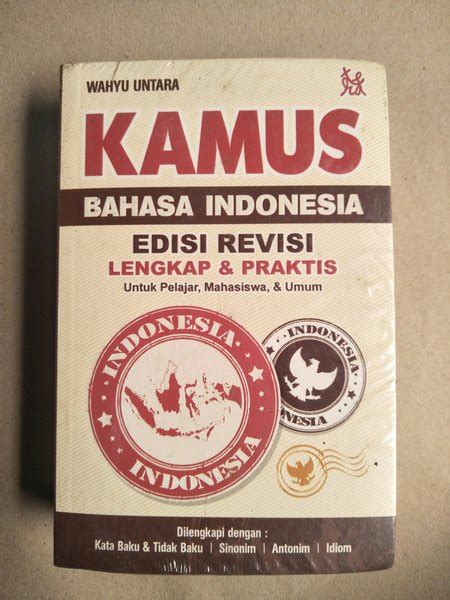 WAHYU UNTARA
KAMUS
BAHASA INDONESIA
EDISI REVISI
LENGKAP & PRAKTIS
Untuk Pelajar, Mahasiswa, & Umum
INDONESIA
INDONESIA
INDONESIA
INDONESIA
Dilengkapi dengan :
Kata Baku & Tidak Baku | Sinonim | Antonim | Idiom